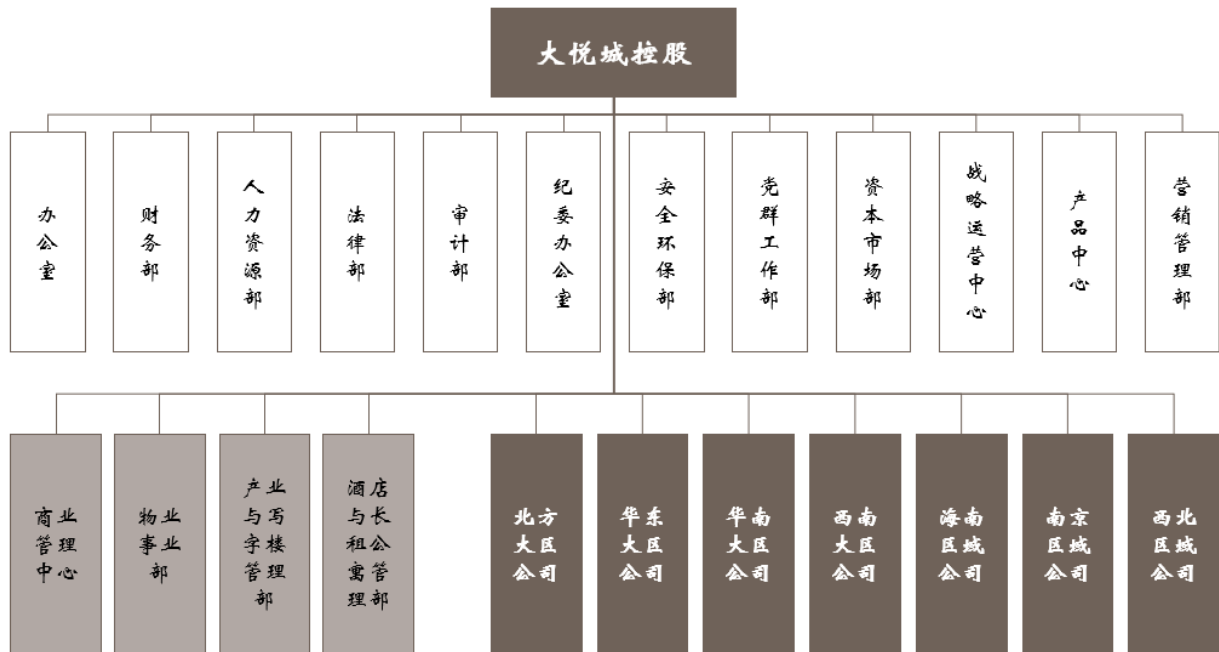 大悦城控股
办公室
财务部
人力资源部
法律部
审计部
纪委办公室
安全环保部
党群工作部
资本市场部
战略运营中心
产品中心
营销管理部
商业
管理
中心
物业
事业
部
产业
与写
字楼
管理
部
酒店
与长
租公
寓管
理部
北方
大区
公司
华东
大区
公司
华南
大区
公司
西南
大区
公司
海南
区域
公司
南京
区域
公司
西北
区域
公司